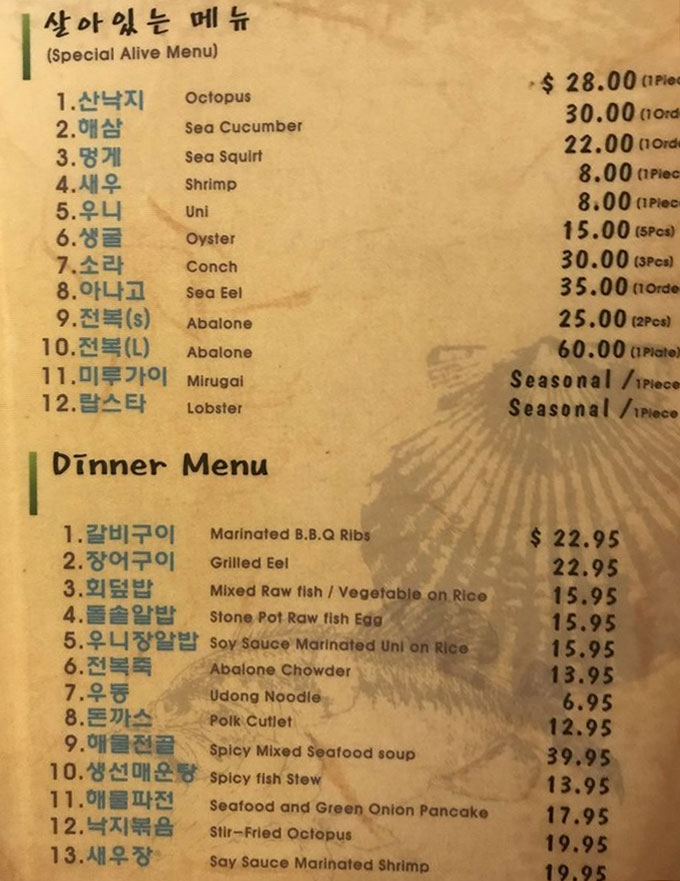 살아있는 메뉴
(Special Alive Menu)
1.산낙지 Octopus $ 28.00 (1Piec
2.해삼 Sea Cucumber 30.00 (1Ord
3.멍게 Sea Squirt 22.00 (1Orde
4.새우 Shrimp 8.00 (1Piec
5.우니 Uni 8.00 (1Piec
6.생굴 Oyster 15.00 (5Pcs)
7.소라 Conch 30.00 (3Pcs)
8.아나고 Sea Eel 35.00 (1Orde
9.전복(s) Abalone 25.00 (2Pcs)
10.전복(L) Abalone 60.00 (1Plate)
11.미루가이 Mirugai Seasonal /1Piece
12.랍스타 Lobster Seasonal /1Piece
Dinner Menu
1.갈비구이 Marinated B.B.Q Ribs $ 22.95
2.장어구이 Grilled Eel 22.95
3.회덮밥 Mixed Raw fish / Vegetable on Rice 15.95
4.돌솥알밥 Stone Pot Raw fish Egg 15.95
5.우니장알밥 Soy Sauce Marinated Uni on Rice 15.95
6.전복죽 Abalone Chowder 13.95
7.우동 Udong Noodle 6.95
8.돈까스 Polk Cutlet 12.95
9.해물전골 Spicy Mixed Seafood soup 39.95
10.생선매운탕 Spicy fish Stew 13.95
11.해물파전 Seafood and Green Onion Pancake 17.95
12.낙지볶음 Stir-Fried Octopus 19.95
13.새우장 Say Sauce Marinated Shrimp 19.95